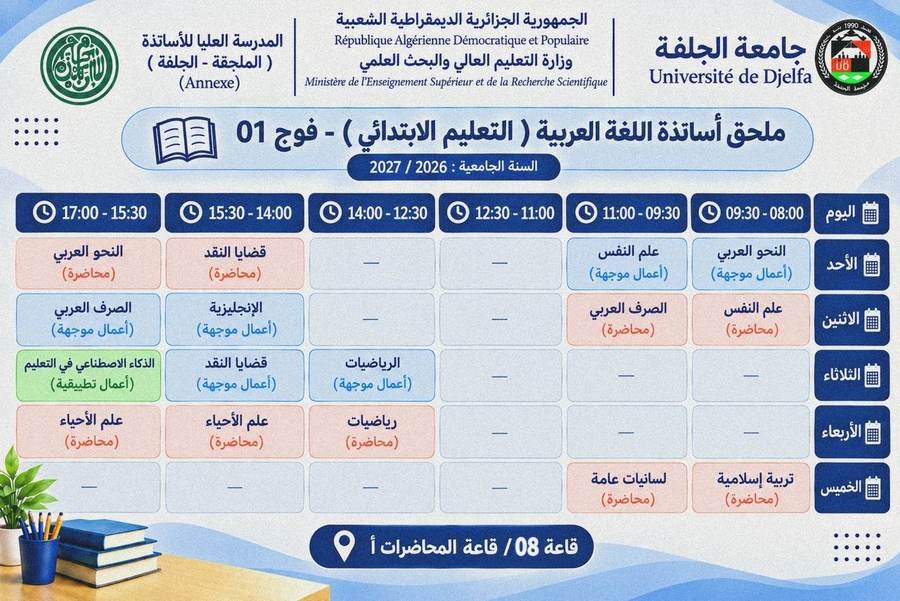 المدرسة العليا للأساتذة
( الملجقة - الجلفة )
(Annexe)
الجمهورية الجزائرية الديمقراطية الشعبية
République Algérienne Démocratique et Populaire
وزارة التعليم العالي والبحث العلمي
Ministère de l'Enseignement Supérieur et de la Recherche Scientifique
جامعة الجلفة
Université de Djelfa
1990
ملحق أساتذة اللغة العربية ( التعليم الابتدائي ) - فوج 01
السنة الجامعية : 2026 / 2027
اليوم
08:00 - 09:30
09:30 - 11:00
11:00 - 12:30
12:30 - 14:00
14:00 - 15:30
15:30 - 17:00
الأحد
النحو العربي
(أعمال موجهة)
علم النفس
(أعمال موجهة)
—
—
قضايا النقد
(محاضرة)
النحو العربي
(محاضرة)
الاثنين
علم النفس
(محاضرة)
الصرف العربي
(محاضرة)
—
—
الإنجليزية
(أعمال موجهة)
الصرف العربي
(أعمال موجهة)
الثلاثاء
—
—
—
الرياضيات
(أعمال موجهة)
قضايا النقد
(أعمال موجهة)
الذكاء الاصطناعي في التعليم
(أعمال تطبيقية)
الأربعاء
—
—
—
رياضيات
(محاضرة)
علم الأحياء
(محاضرة)
علم الأحياء
(محاضرة)
الخميس
تربية إسلامية
(محاضرة)
لسانيات عامة
(محاضرة)
—
—
—
—
قاعة 08 / قاعة المحاضرات أ